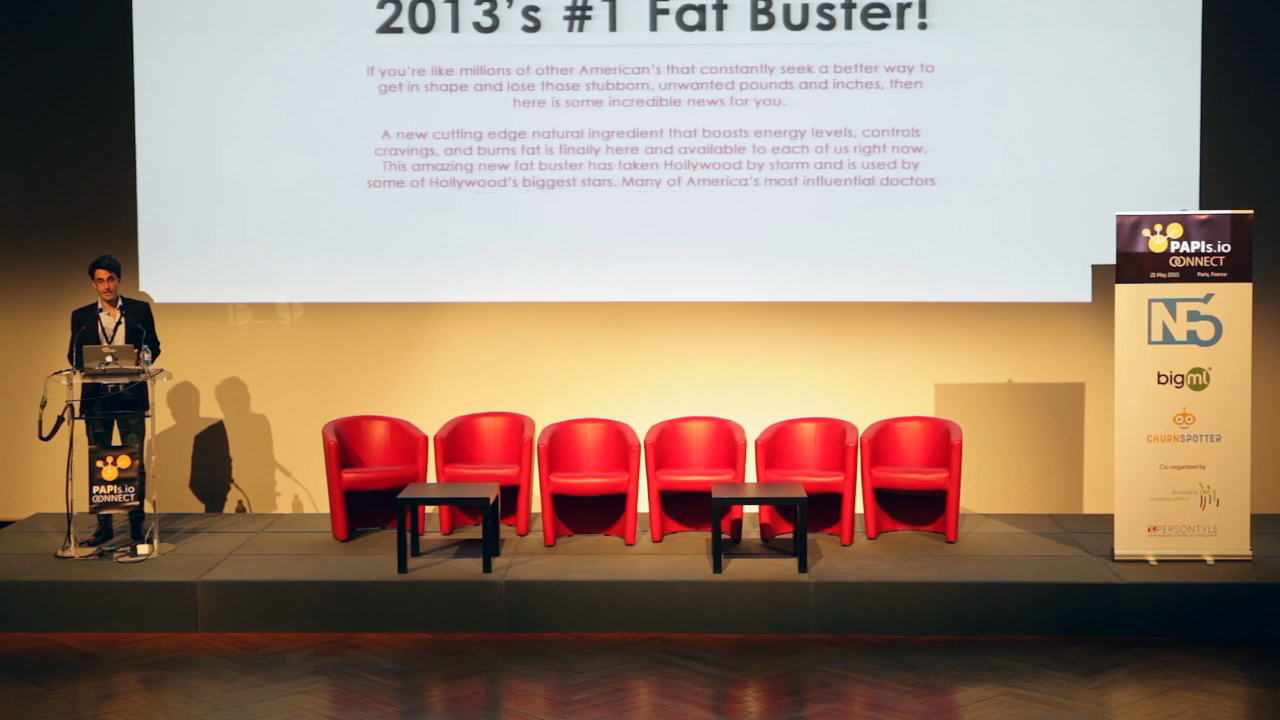 2013's #1 Fat Buster!
If you're like millions of other American's that constantly seek a better way to
get in shape and lose those stubborn, unwanted pounds and inches, then
here is some incredible news for you.
A new cutting edge natural ingredient that boosts energy levels, controls
cravings, and burns fat is finally here and available to each of us right now.
This amazing new fat buster has taken Hollywood by storm and is used by
some of Hollywood's biggest stars. Many of America's most influential doctors
PAPIs.io
CONNECT
21 May 2015 Paris, France
N5
bigml
CHURNSPOTTER
Co-organized by
PERSONTYLE
PAPIs.io
CONNECT